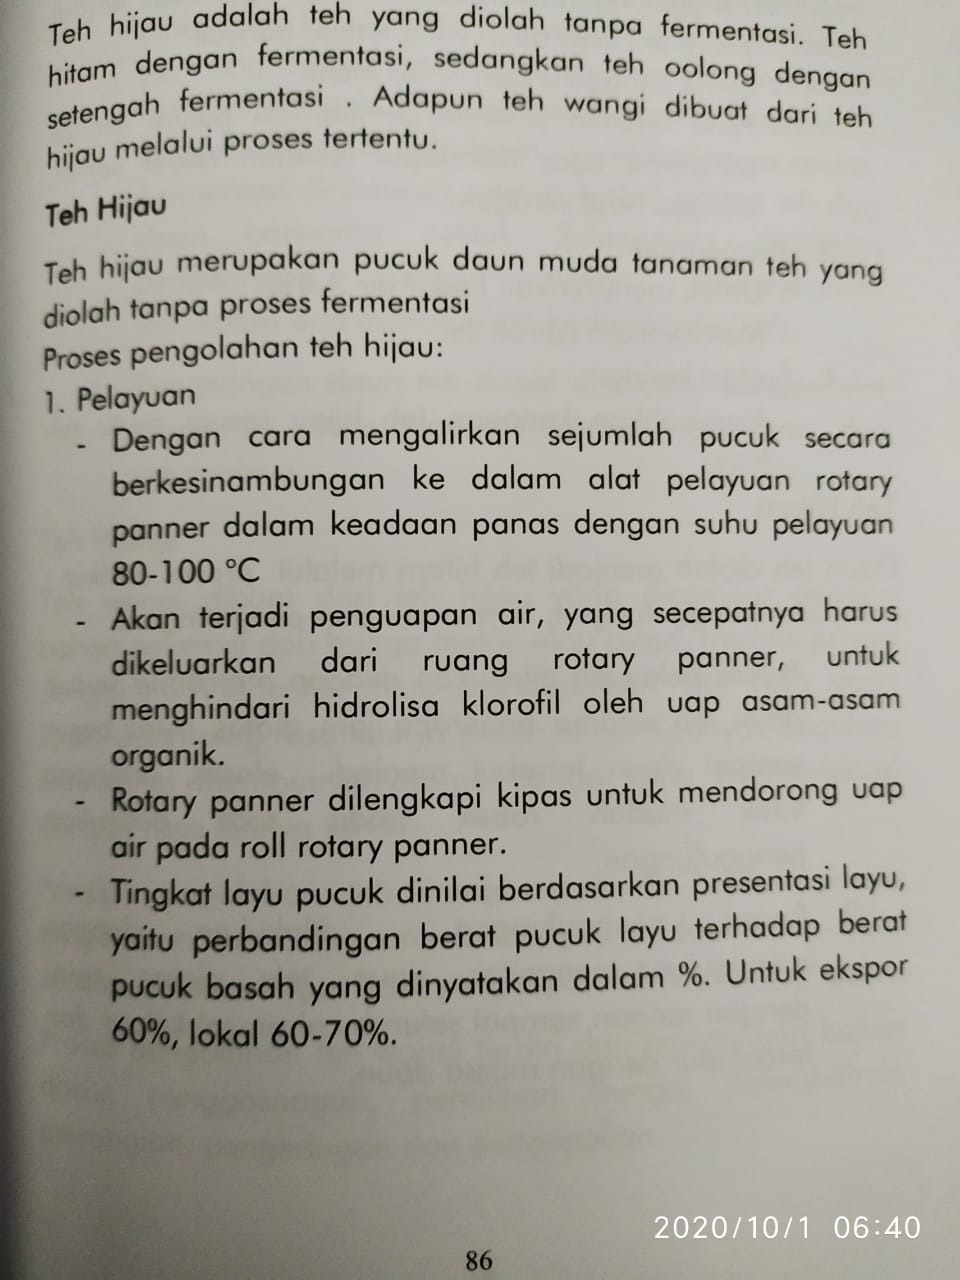 Teh hijau adalah teh yang diolah tanpa fermentasi. Teh
hitam dengan fermentasi, sedangkan teh oolong dengan
setengah fermentasi . Adapun teh wangi dibuat dari teh
hijau melalui proses tertentu.
Teh Hijau
Teh hijau merupakan pucuk daun muda tanaman teh yang
diolah tanpa proses fermentasi
Proses pengolahan teh hijau:
1. Pelayuan
- Dengan cara mengalirkan sejumlah pucuk secara
berkesinambungan ke dalam alat pelayuan rotary
panner dalam keadaan panas dengan suhu pelayuan
80-100 °C
- Akan terjadi penguapan air, yang secepatnya harus
dikeluarkan dari ruang rotary panner, untuk
menghindari hidrolisa klorofil oleh uap asam-asam
organik.
- Rotary panner dilengkapi kipas untuk mendorong uap
air pada roll rotary panner.
- Tingkat layu pucuk dinilai berdasarkan presentasi layu,
yaitu perbandingan berat pucuk layu terhadap berat
pucuk basah yang dinyatakan dalam %. Untuk ekspor
60%, lokal 60-70%.
2020/10/1 06:40
86